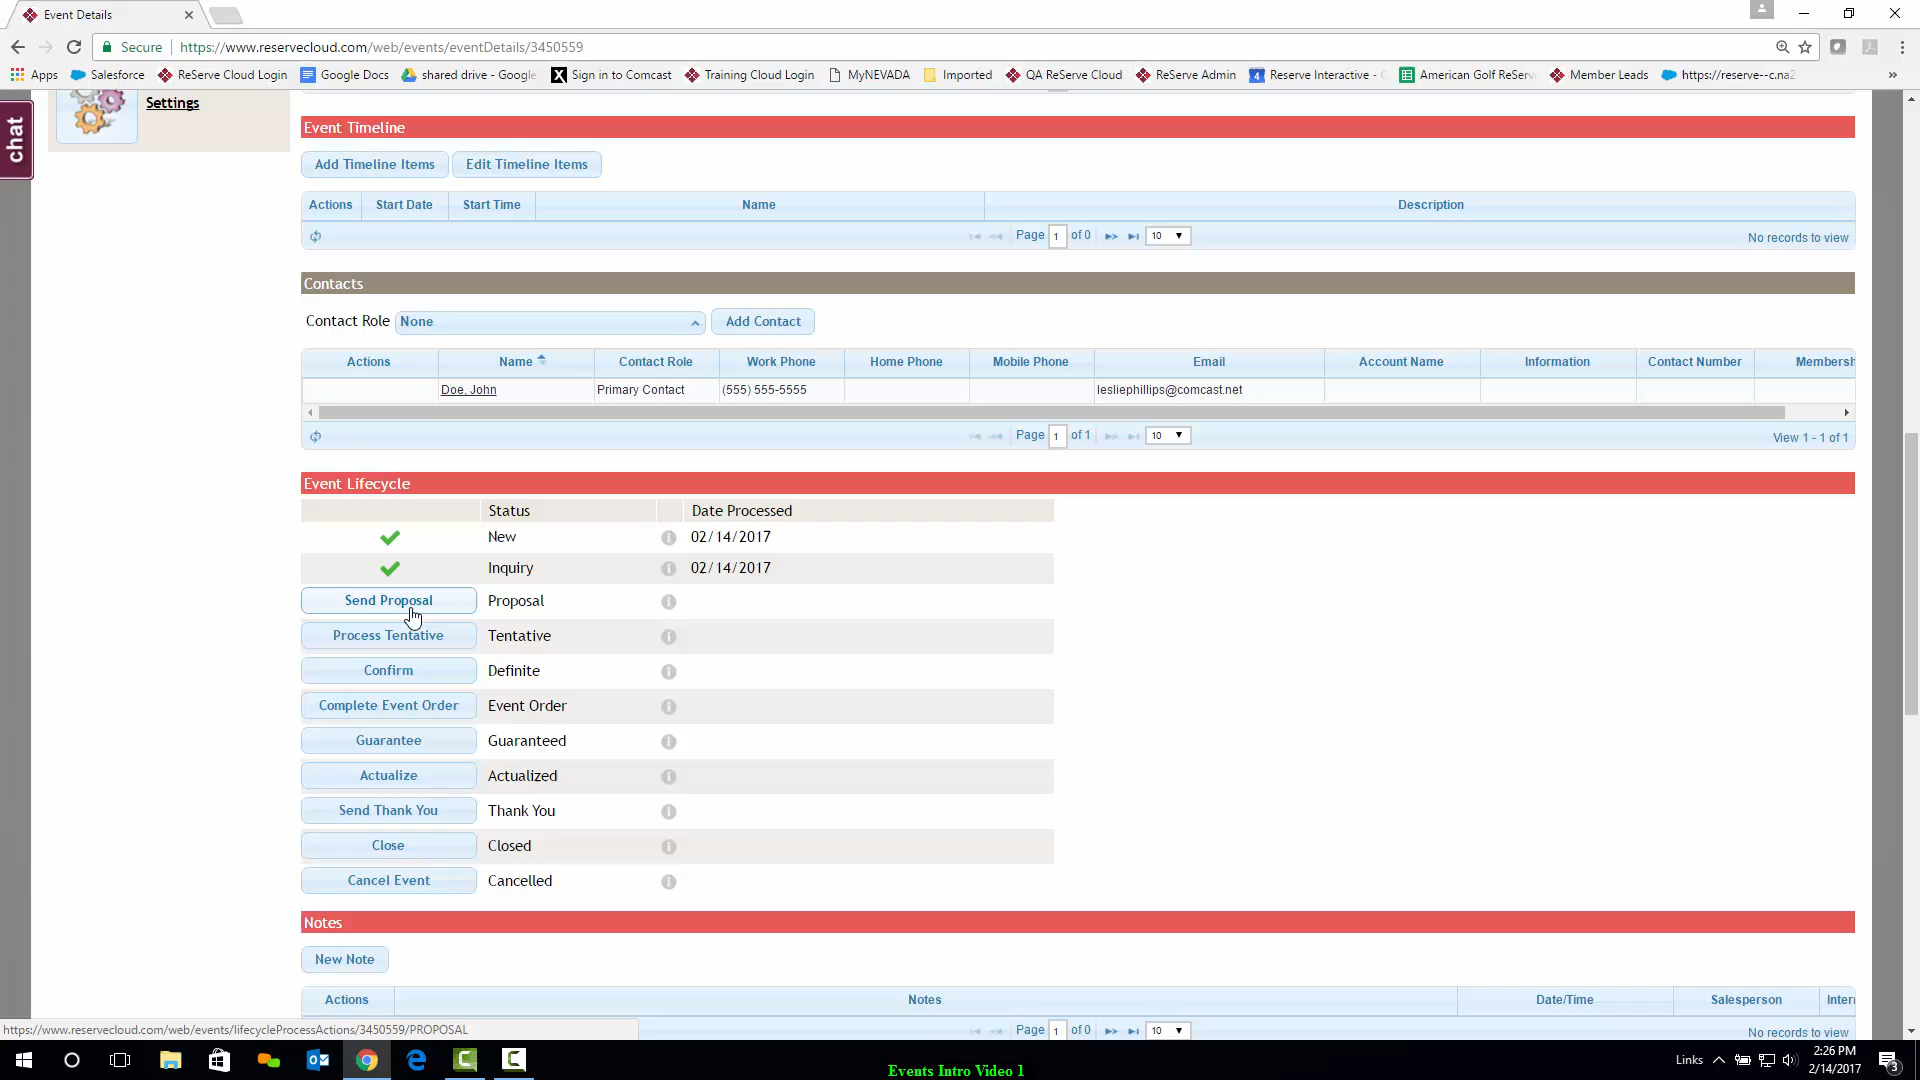 Event Details
Secure https://www.reservecloud.com/web/events/eventDetails/3450559
Apps Salesforce ReServe Cloud Login Google Docs shared drive - Google Sign in to Comcast Training Cloud Login MyNEVADA Imported QA ReServe Cloud ReServe Admin Reserve Interactive - American Golf ReServ Member Leads https://reserve--c.na2 »
chat
Settings
Event Timeline
Add Timeline Items Edit Timeline Items
Actions Start Date Start Time Name Description
Page 1 of 0 10 No records to view
Contacts
Contact Role None Add Contact
Actions Name Contact Role Work Phone Home Phone Mobile Phone Email Account Name Information Contact Number Membersh
Doe, John Primary Contact (555) 555-5555 lesliephillips@comcast.net
Page 1 of 1 10 View 1 - 1 of 1
Event Lifecycle
Status Date Processed
New 02/14/2017
Inquiry 02/14/2017
Send Proposal Proposal
Process Tentative Tentative
Confirm Definite
Complete Event Order Event Order
Guarantee Guaranteed
Actualize Actualized
Send Thank You Thank You
Close Closed
Cancel Event Cancelled
Notes
New Note
Actions Notes Date/Time Salesperson Inter
https://www.reservecloud.com/web/events/lifecycleProcessActions/3450559/PROPOSAL
Page 1 of 0 10 No records to view
Links 2:26 PM
2/14/2017
3
Events Intro Video 1